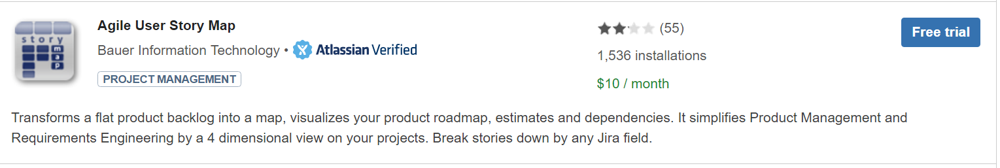 story
map
Agile User Story Map
Bauer Information Technology • Atlassian Verified
PROJECT MANAGEMENT
(55)
1,536 installations
$10 / month
Free trial
Transforms a flat product backlog into a map, visualizes your product roadmap, estimates and dependencies. It simplifies Product Management and
Requirements Engineering by a 4 dimensional view on your projects. Break stories down by any Jira field.